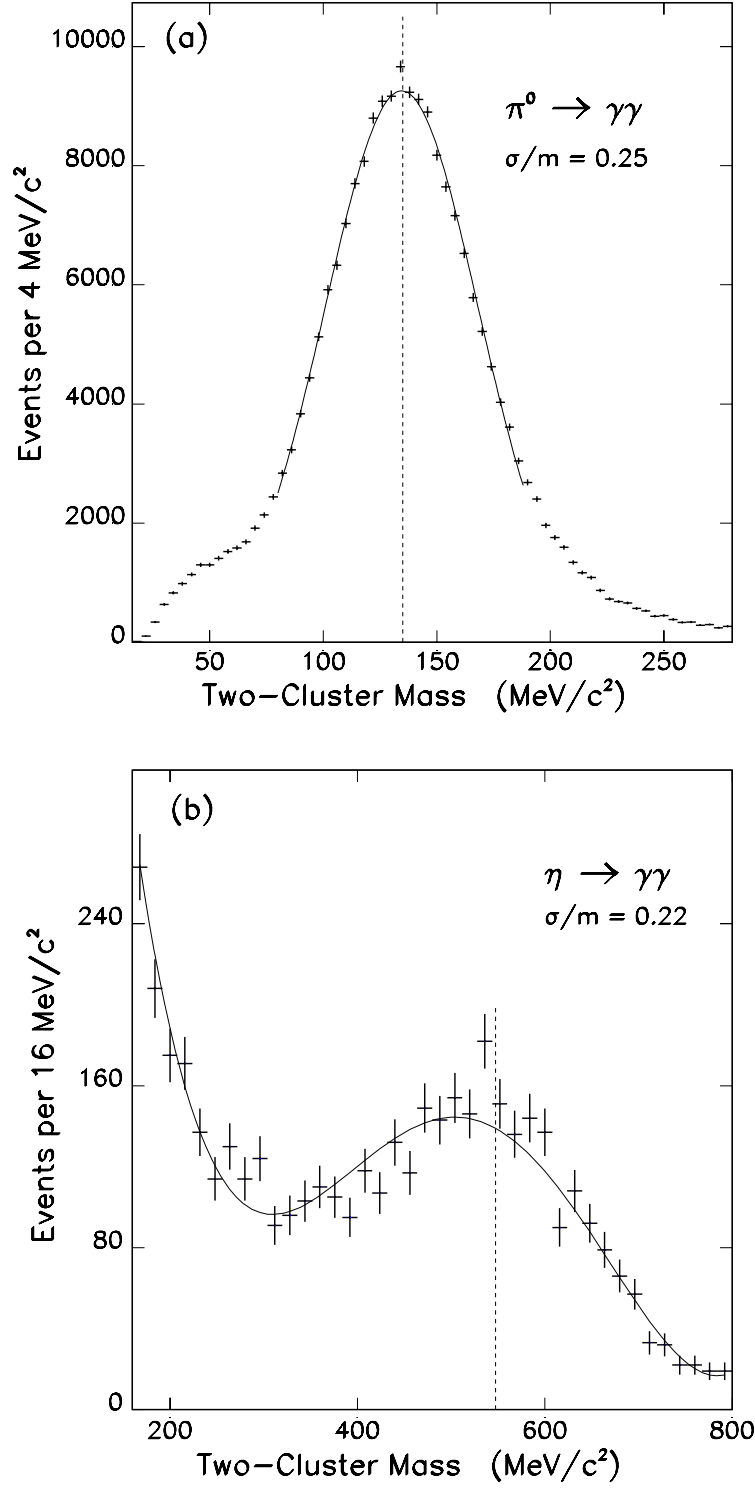 (a)
π⁰ → γγ
σ/m = 0.25
Events per 4 MeV/c²
10000
8000
6000
4000
2000
0
50 100 150 200 250
Two-Cluster Mass (MeV/c²)
(b)
η → γγ
σ/m = 0.22
Events per 16 MeV/c²
240
160
80
0
200 400 600 800
Two-Cluster Mass (MeV/c²)